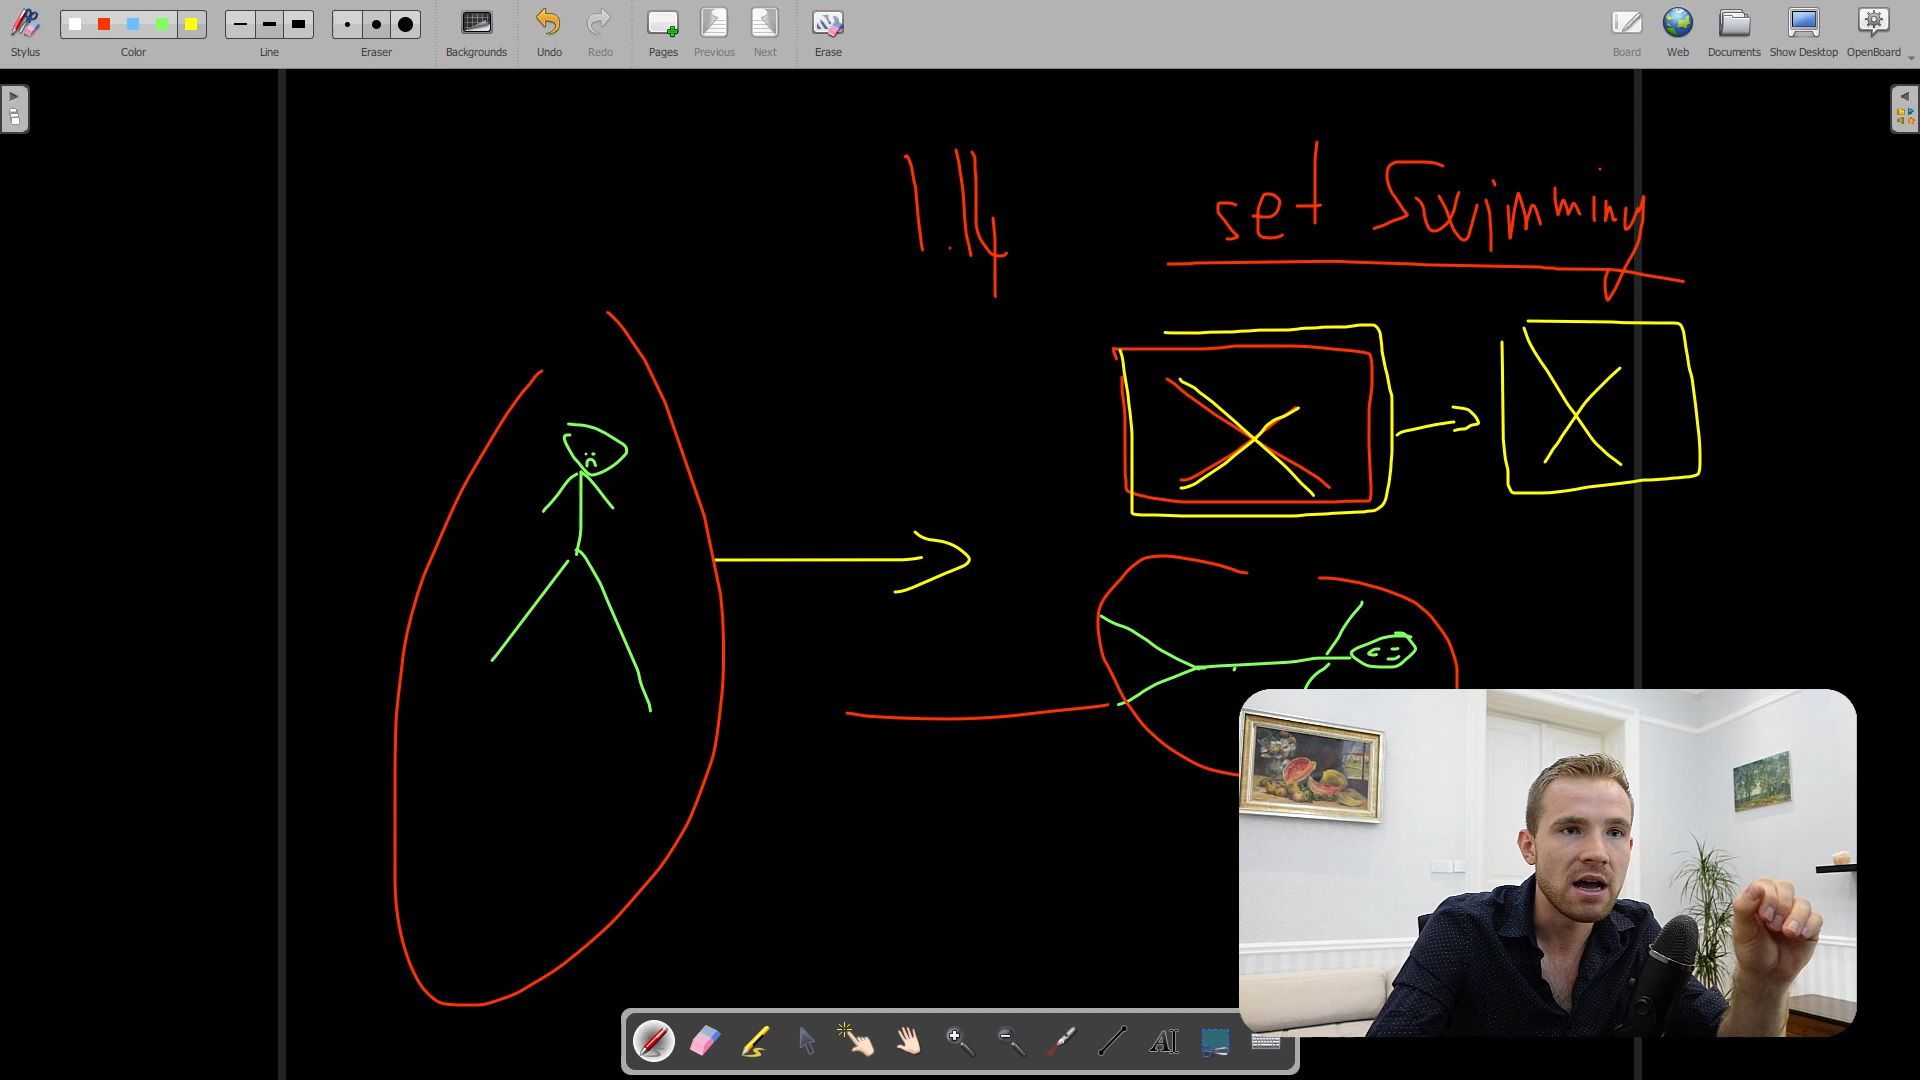 Stylus Color Line Eraser Backgrounds Undo Redo Pages Previous Next Erase Board Web Documents Show Desktop OpenBoard
1.14 set Swimming
AI